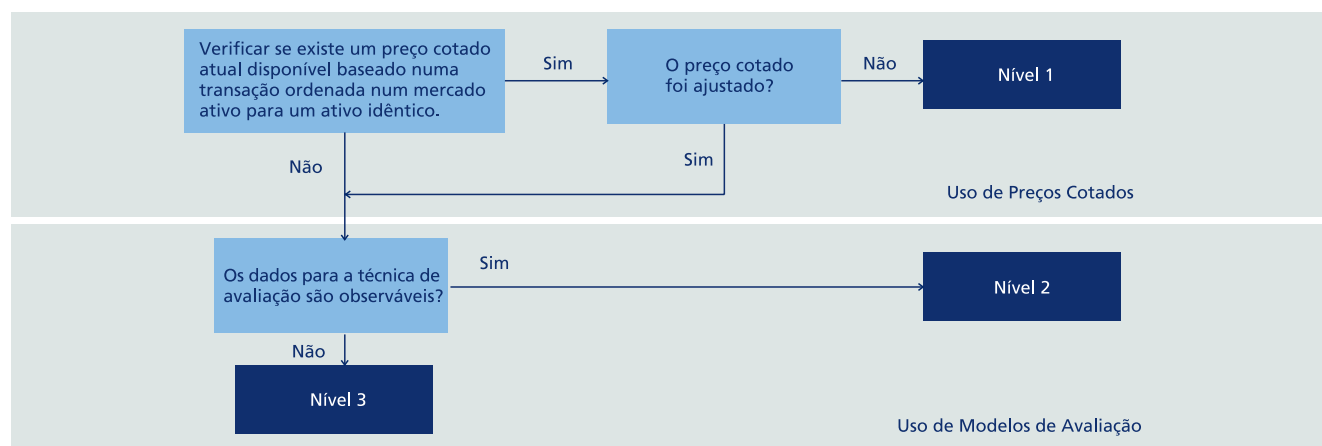 Verificar se existe um preço cotado
atual disponível baseado numa
transação ordenada num mercado
ativo para um ativo idêntico.
Sim
O preço cotado
foi ajustado?
Não
Nível 1
Não
Sim
Uso de Preços Cotados
Os dados para a técnica de
avaliação são observáveis?
Sim
Nível 2
Não
Nível 3
Uso de Modelos de Avaliação